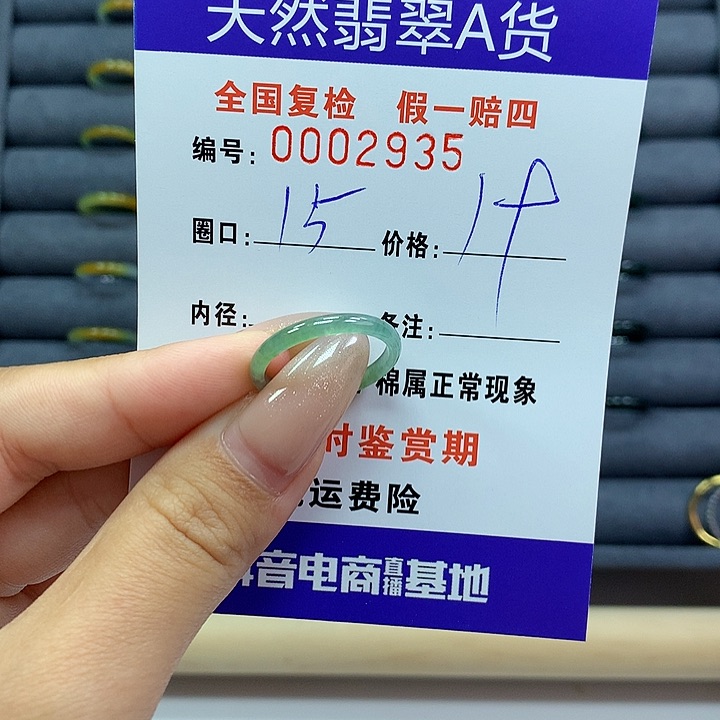 天然翡翠A货
全国复检 假一赔四
编号: 0002935
圈口: 15 价格:
内径: 备注:
棉属正常现象
付鉴赏期
运费险
抖音电商直播基地